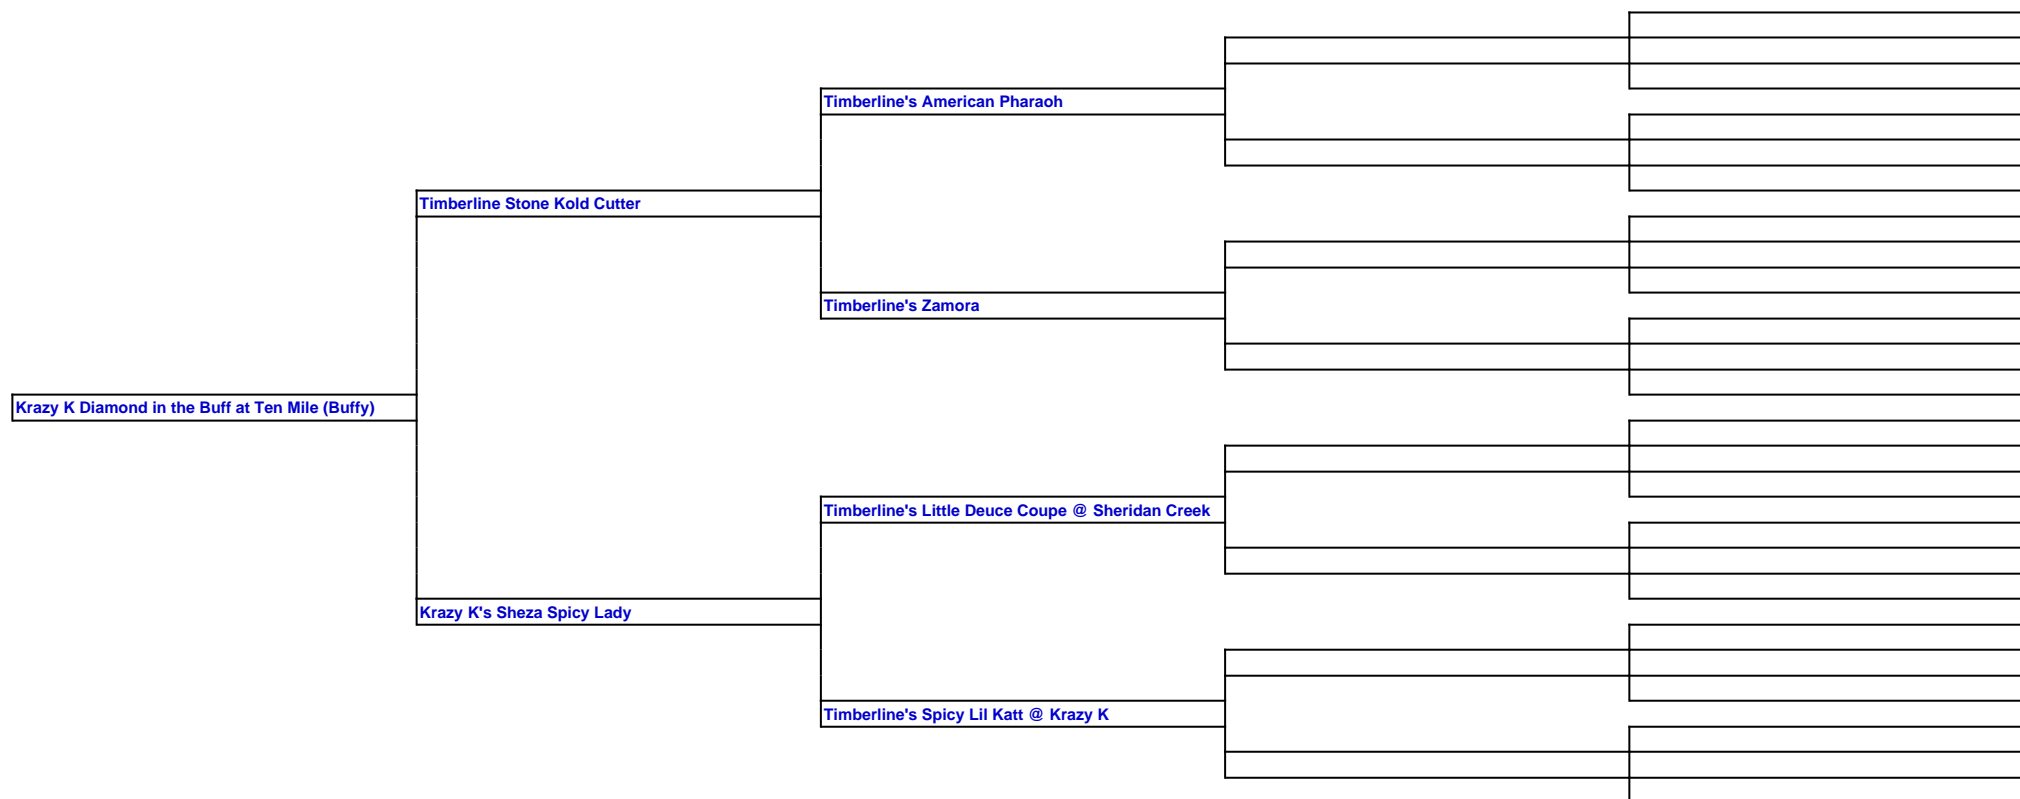 Timberline's American Pharaoh
Timberline Stone Kold Cutter
Timberline's Zamora
Krazy K Diamond in the Buff at Ten Mile (Buffy)
Timberline's Little Deuce Coupe @ Sheridan Creek
Krazy K's Sheza Spicy Lady
Timberline's Spicy Lil Katt @ Krazy K